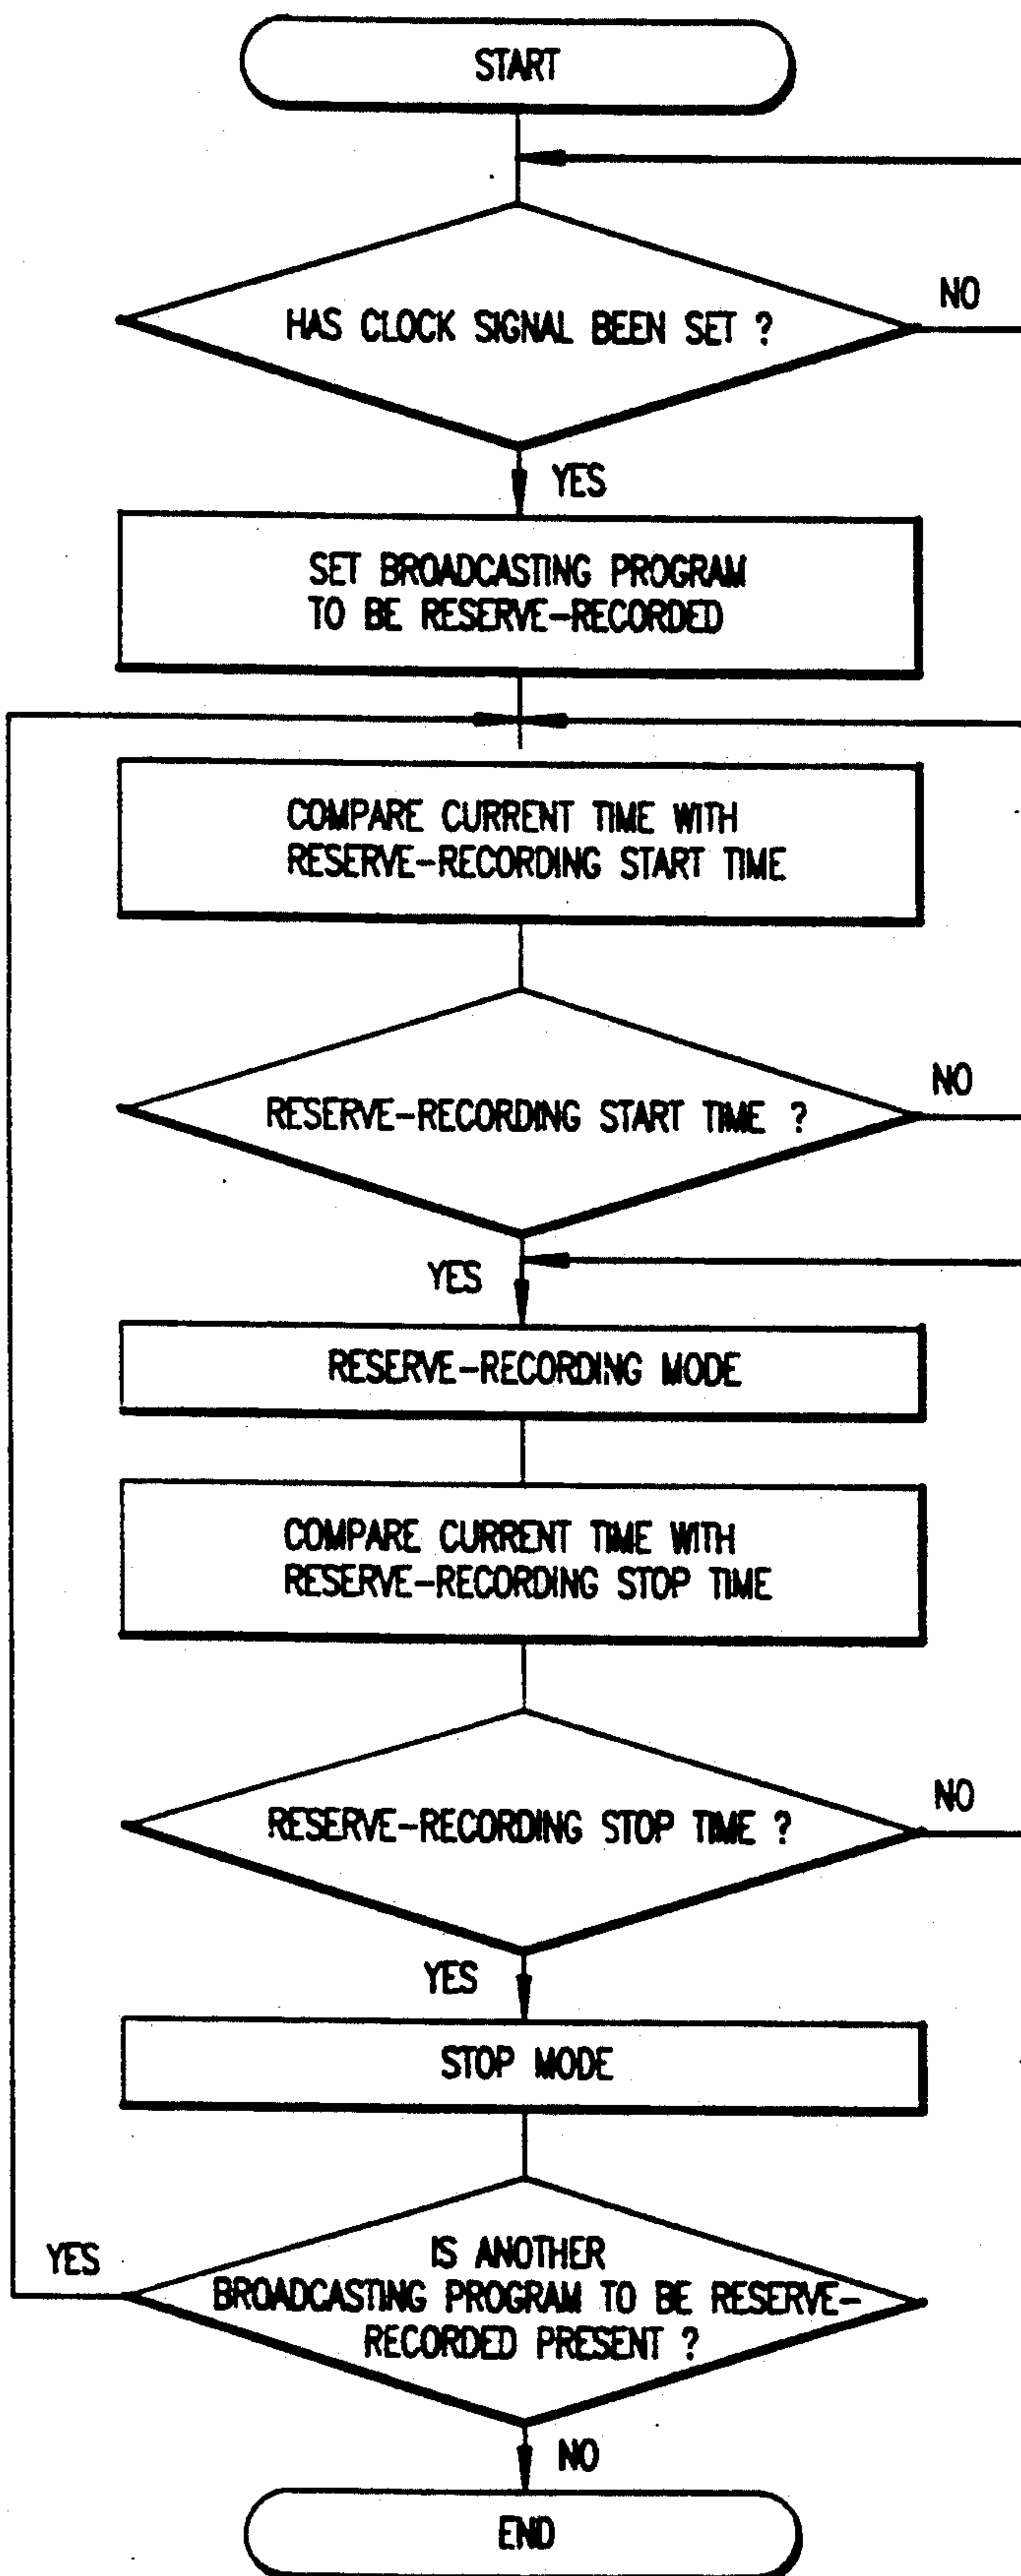 START
HAS CLOCK SIGNAL BEEN SET ?
NO
YES
SET BROADCASTING PROGRAM
TO BE RESERVE-RECORDED
COMPARE CURRENT TIME WITH
RESERVE-RECORDING START TIME
RESERVE-RECORDING START TIME ?
NO
YES
RESERVE-RECORDING MODE
COMPARE CURRENT TIME WITH
RESERVE-RECORDING STOP TIME
RESERVE-RECORDING STOP TIME ?
NO
YES
STOP MODE
IS ANOTHER
BROADCASTING PROGRAM TO BE RESERVE-
RECORDED PRESENT ?
YES
NO
END